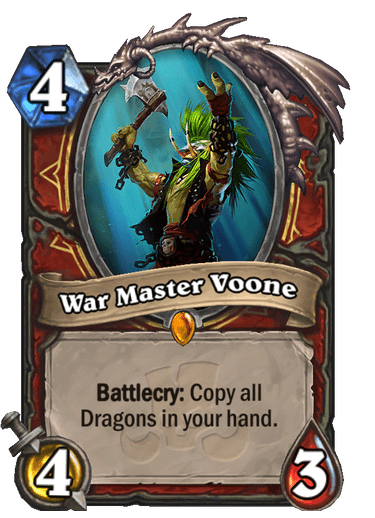 4
War Master Voone
Battlecry: Copy all
Dragons in your hand.
4
3